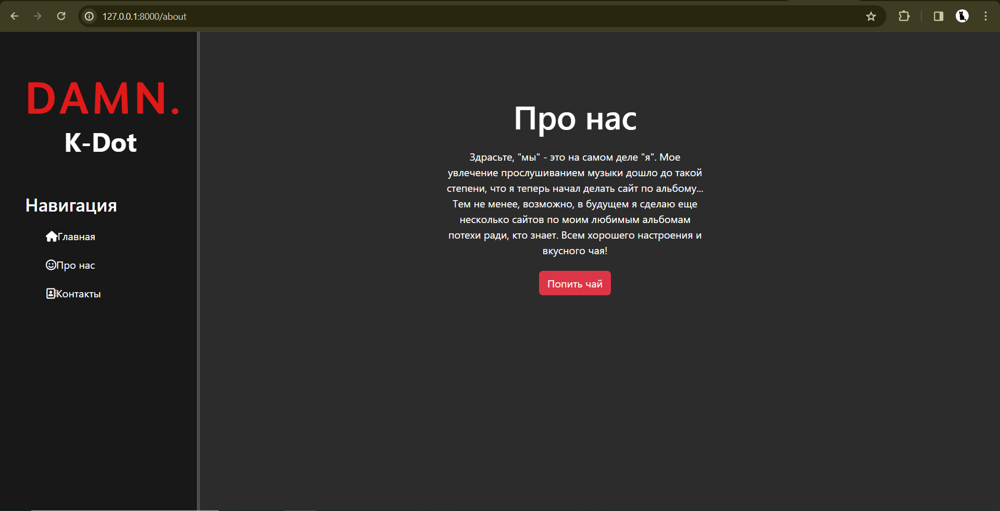 127.0.0.1:8000/about
DAMN.
K-Dot
Навигация
Главная
Про нас
Контакты
Про нас
Здрасьте, "мы" - это на самом деле "я". Мое
увлечение прослушиванием музыки дошло до такой
степени, что я теперь начал делать сайт по альбому...
Тем не менее, возможно, в будущем я сделаю еще
несколько сайтов по моим любимым альбомам
потехи ради, кто знает. Всем хорошего настроения и
вкусного чая!
Попить чай